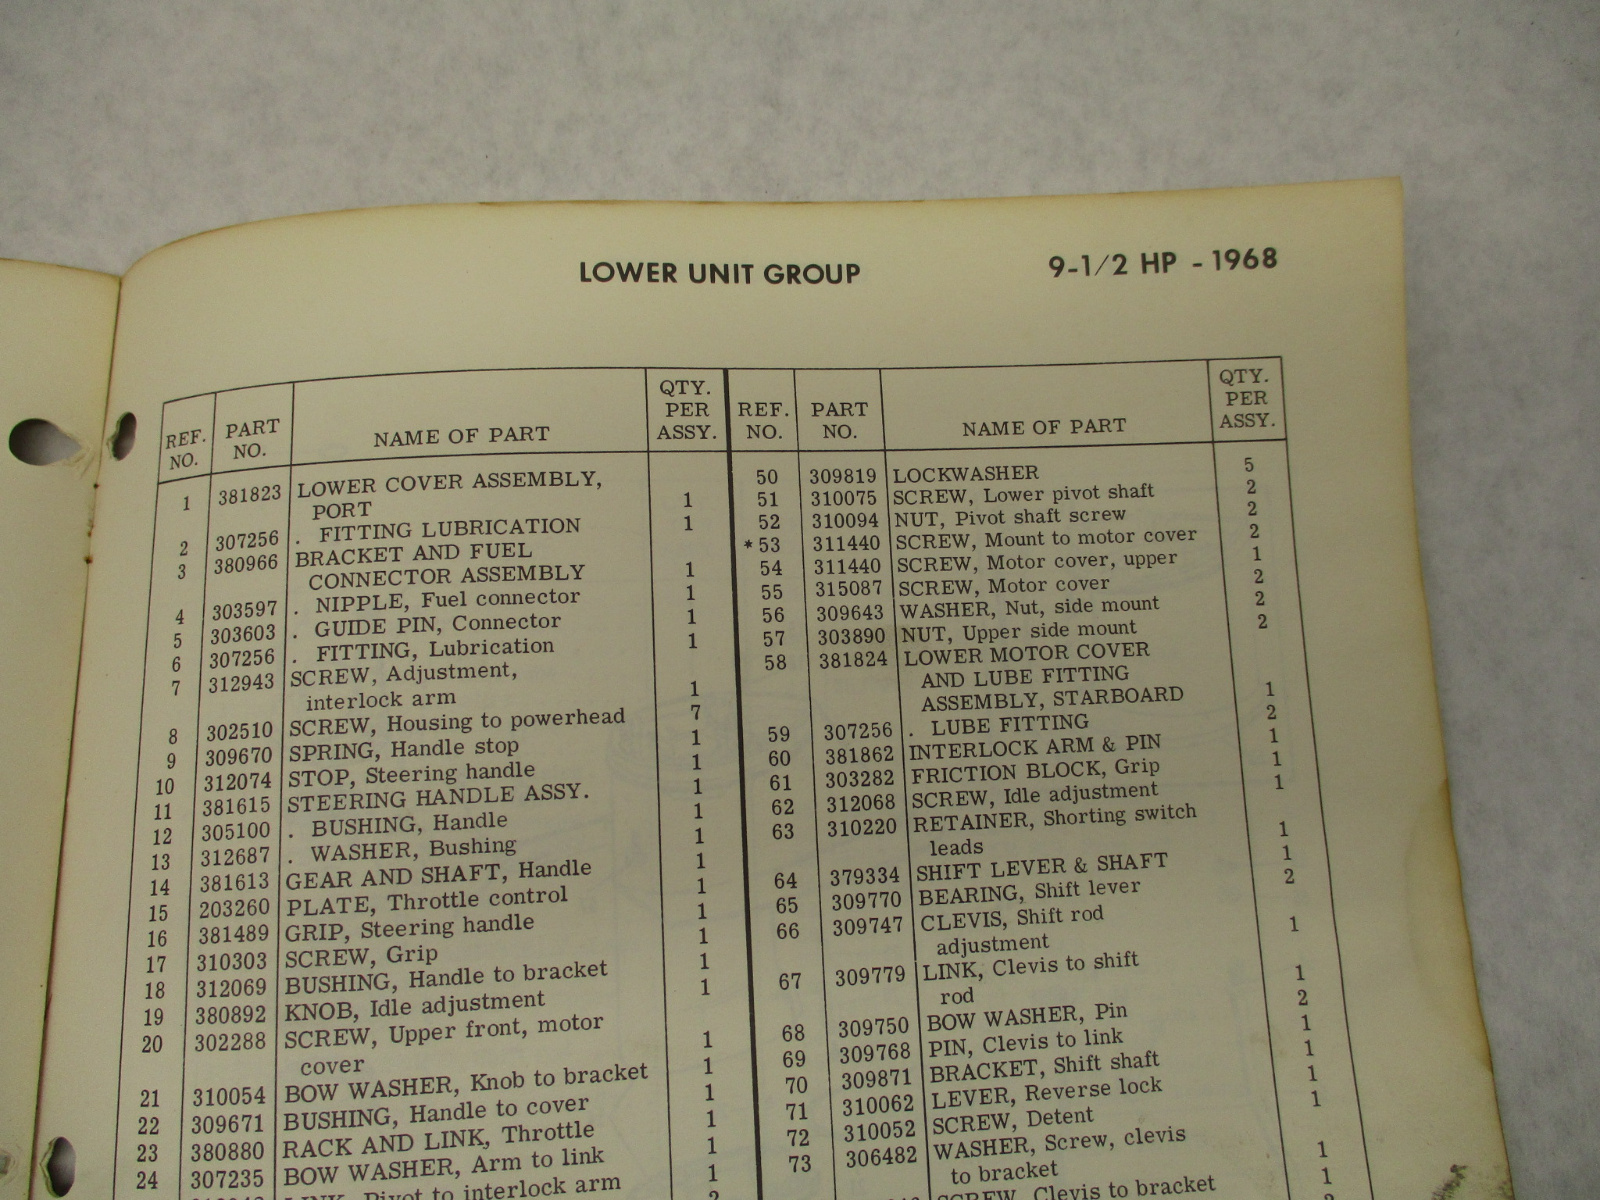 LOWER UNIT GROUP
9-1/2 HP - 1968
REF. NO. PART NO. NAME OF PART QTY. PER ASSY.
1 381823 LOWER COVER ASSEMBLY,
PORT 1
2 307256 . FITTING LUBRICATION 1
3 380966 BRACKET AND FUEL
CONNECTOR ASSEMBLY 1
4 303597 . NIPPLE, Fuel connector 1
5 303603 . GUIDE PIN, Connector 1
6 307256 . FITTING, Lubrication 1
7 312943 SCREW, Adjustment,
interlock arm 1
8 302510 SCREW, Housing to powerhead 7
9 309670 SPRING, Handle stop 1
10 312074 STOP, Steering handle 1
11 381615 STEERING HANDLE ASSY. 1
12 305100 . BUSHING, Handle 1
13 312687 . WASHER, Bushing 1
14 381613 GEAR AND SHAFT, Handle 1
15 203260 PLATE, Throttle control 1
16 381489 GRIP, Steering handle 1
17 310303 SCREW, Grip 1
18 312069 BUSHING, Handle to bracket 1
19 380892 KNOB, Idle adjustment 1
20 302288 SCREW, Upper front, motor
cover 1
21 310054 BOW WASHER, Knob to bracket 1
22 309671 BUSHING, Handle to cover 1
23 380880 RACK AND LINK, Throttle 1
24 307235 BOW WASHER, Arm to link 1
LINK, Pivot to interlock arm 1
2
REF. NO. PART NO. NAME OF PART QTY. PER ASSY.
50 309819 LOCKWASHER 5
51 310075 SCREW, Lower pivot shaft 2
52 310094 NUT, Pivot shaft screw 2
*53 311440 SCREW, Mount to motor cover 2
54 311440 SCREW, Motor cover, upper 1
55 315087 SCREW, Motor cover 2
56 309643 WASHER, Nut, side mount 2
57 303890 NUT, Upper side mount 2
58 381824 LOWER MOTOR COVER
AND LUBE FITTING
ASSEMBLY, STARBOARD 1
59 307256 . LUBE FITTING 2
60 381862 INTERLOCK ARM & PIN 1
61 303282 FRICTION BLOCK, Grip 1
62 312068 SCREW, Idle adjustment 1
63 310220 RETAINER, Shorting switch
leads 1
64 379334 SHIFT LEVER & SHAFT 1
65 309770 BEARING, Shift lever 2
66 309747 CLEVIS, Shift rod
adjustment 1
67 309779 LINK, Clevis to shift
rod 1
68 309750 BOW WASHER, Pin 2
69 309768 PIN, Clevis to link 1
70 309871 BRACKET, Shift shaft 1
71 310062 LEVER, Reverse lock 1
72 310052 SCREW, Detent 1
73 306482 WASHER, Screw, clevis
to bracket 1
SCREW, Clevis to bracket 1